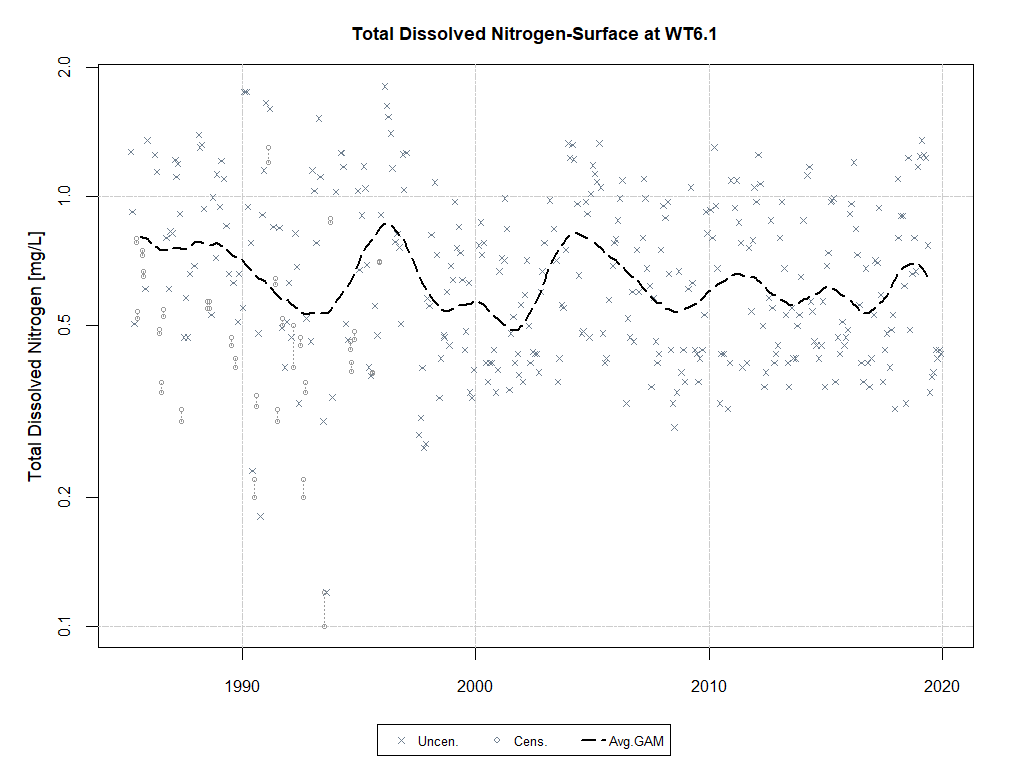 Total Dissolved Nitrogen-Surface at WT6.1
Total Dissolved Nitrogen [mg/L]
2.0
1.0
0.5
0.2
0.1
1990 2000 2010 2020
Uncen. Cens. Avg.GAM